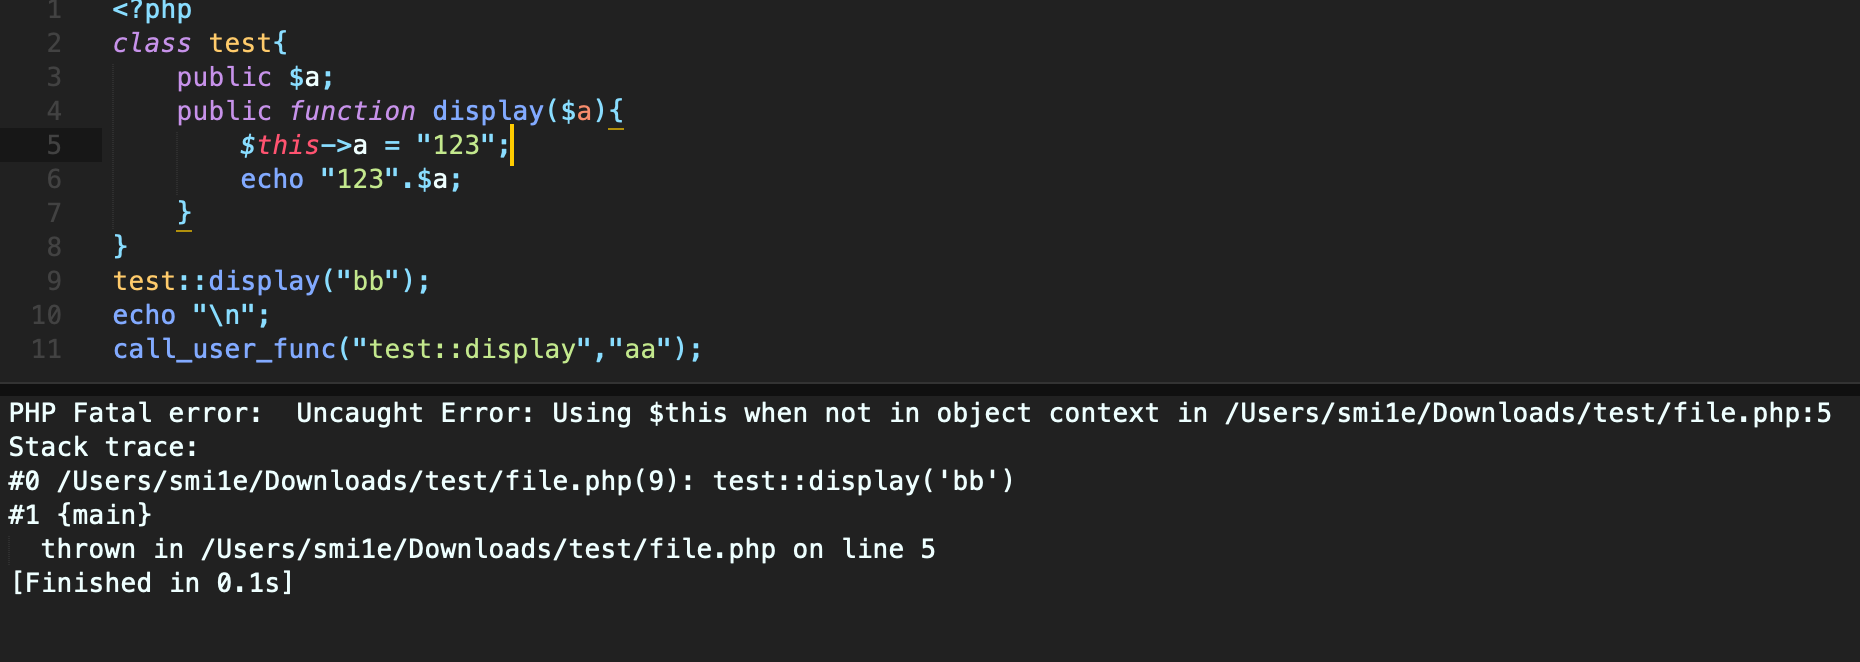 1 <?php
2 class test{
3     public $a;
4     public function display($a){
5         $this->a = "123";
6         echo "123".$a;
7     }
8 }
9 test::display("bb");
10 echo "\n";
11 call_user_func("test::display","aa");
PHP Fatal error:  Uncaught Error: Using $this when not in object context in /Users/smi1e/Downloads/test/file.php:5
Stack trace:
#0 /Users/smi1e/Downloads/test/file.php(9): test::display('bb')
#1 {main}
  thrown in /Users/smi1e/Downloads/test/file.php on line 5
[Finished in 0.1s]